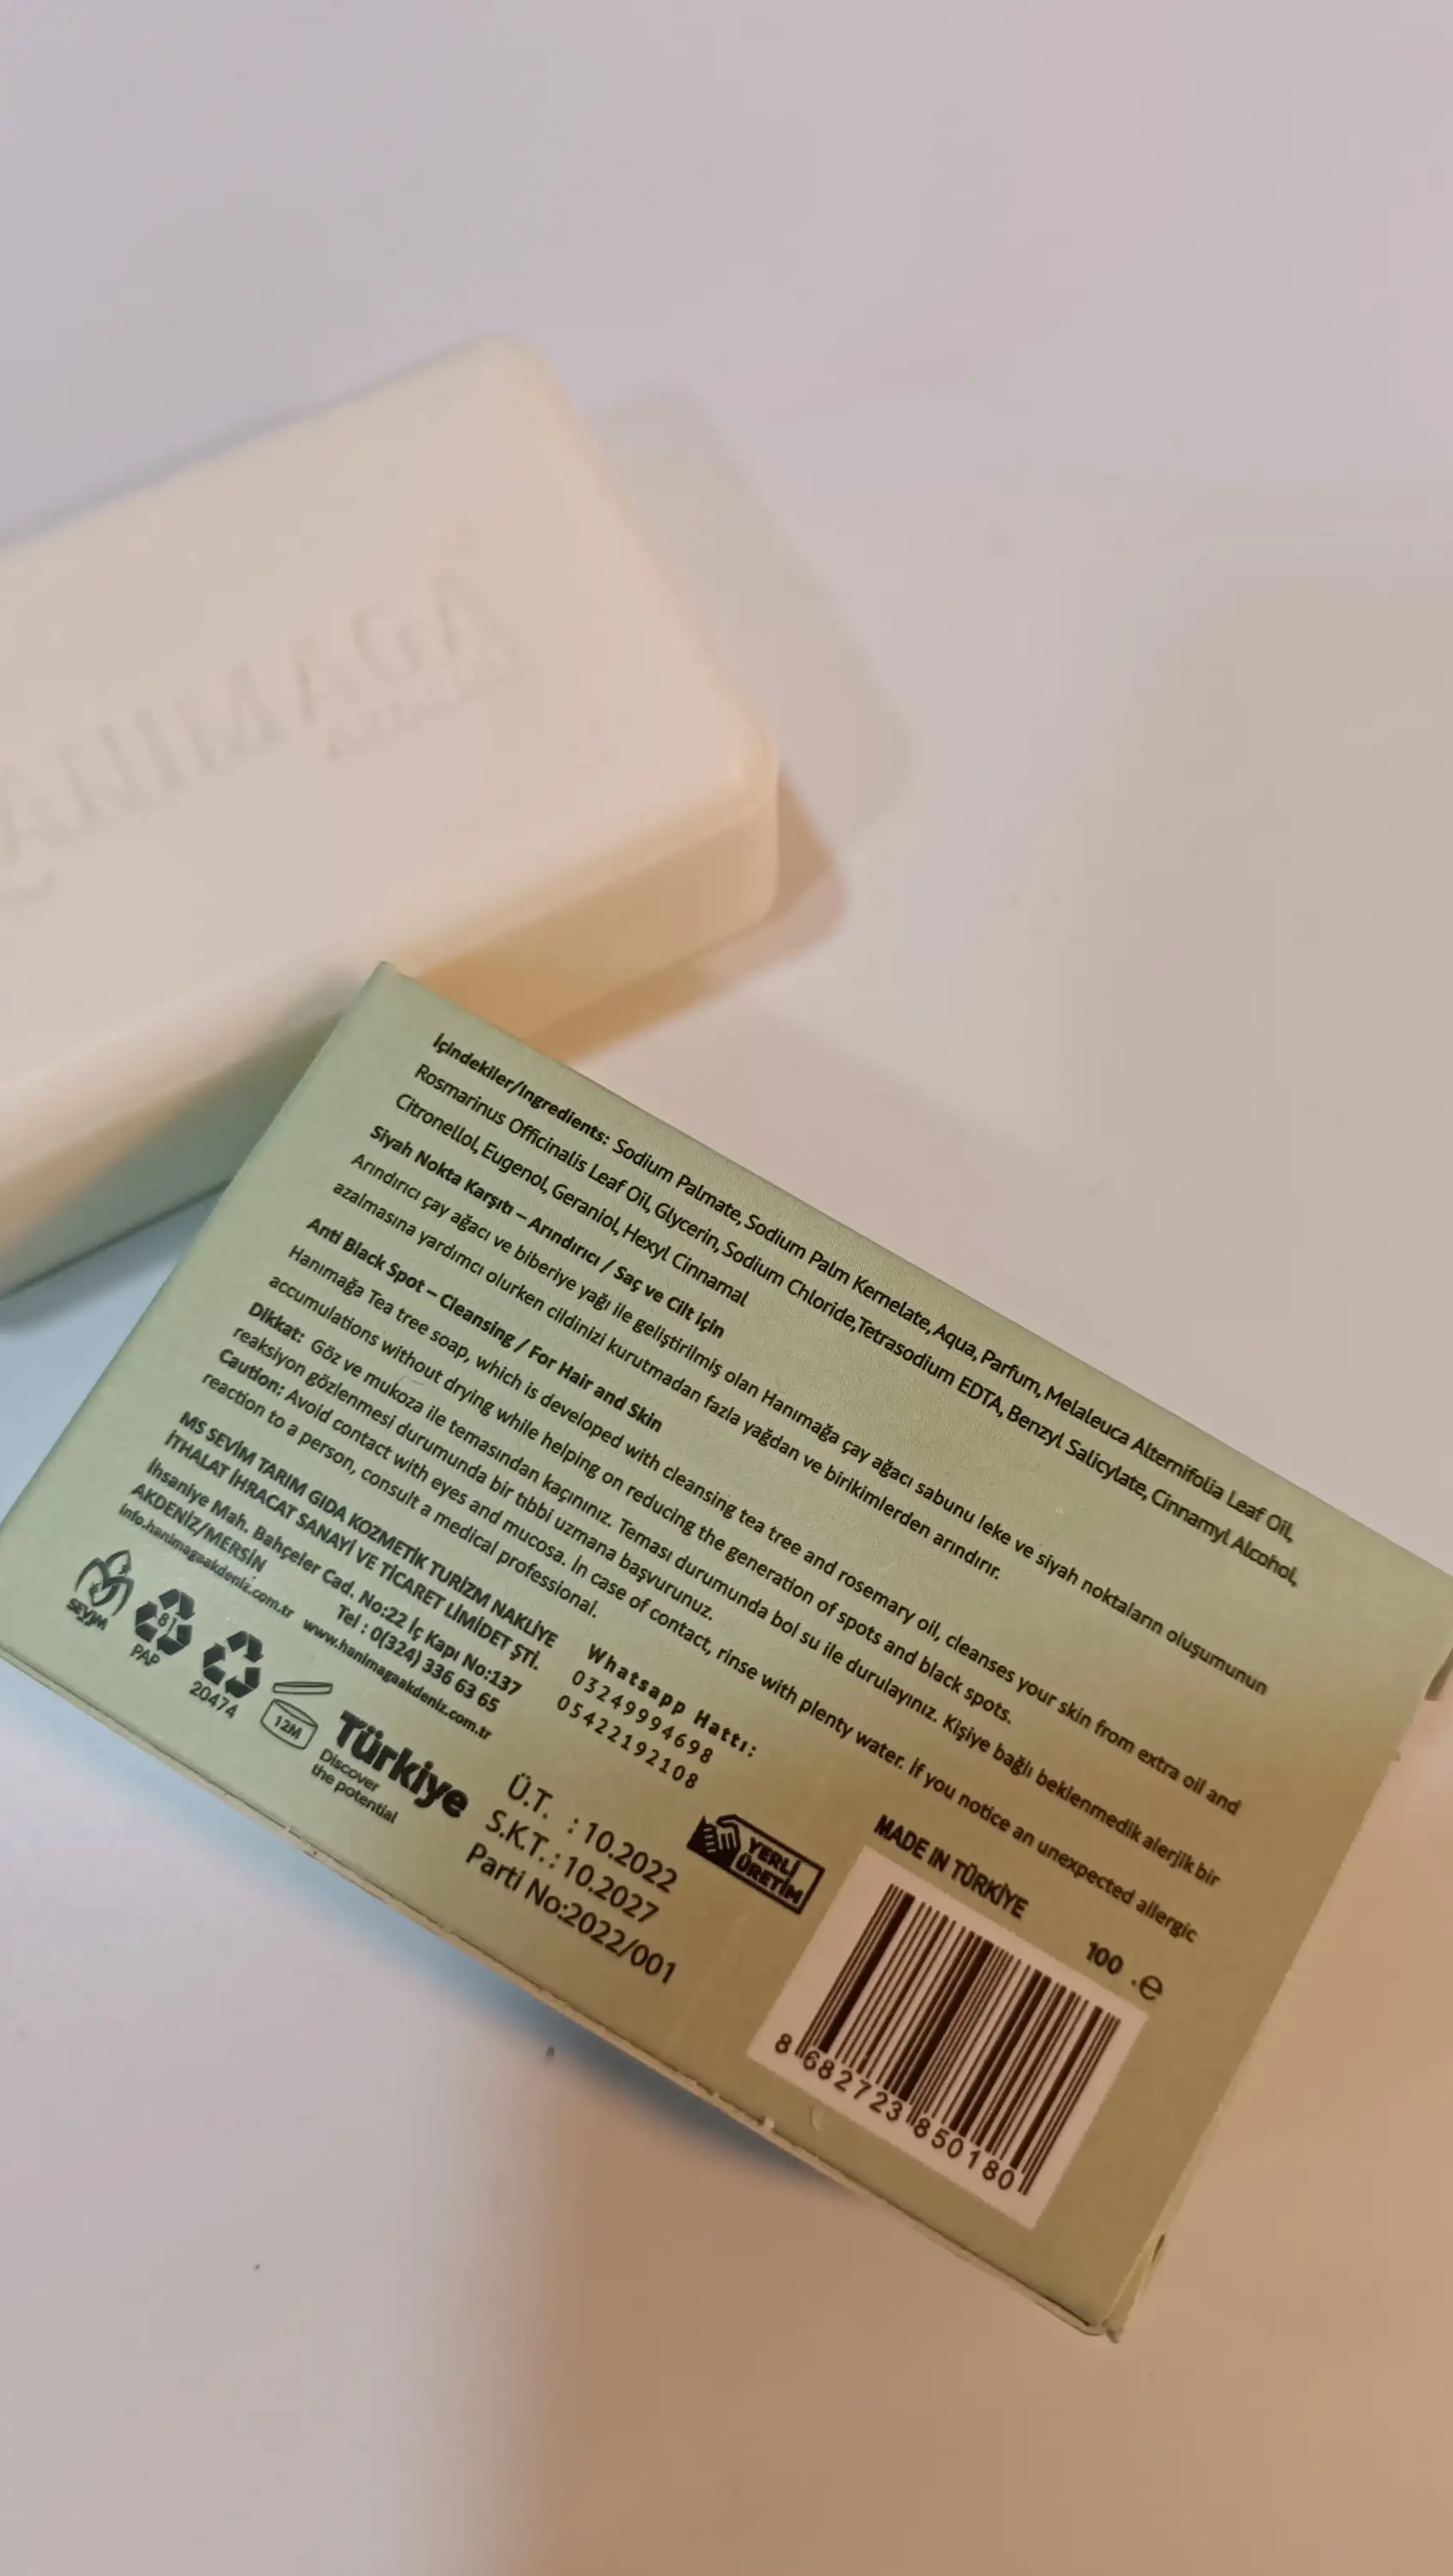 İçindekiler/Ingredients: Sodium Palmate, Sodium Palm Kernelate, Aqua, Parfum, Melaleuca Alternifolia Leaf Oil,
Rosmarinus Officinalis Leaf Oil, Glycerin, Sodium Chloride,Tetrasodium EDTA, Benzyl Salicylate, Cinnamyl Alcohol,
Citronellol, Eugenol, Geraniol, Hexyl Cinnamal
Siyah Nokta Karşıtı – Arındırıcı / Saç ve Cilt için
Arındırıcı çay ağacı ve biberiye yağı ile geliştirilmiş olan Hanımağa çay ağacı sabunu leke ve siyah noktaların oluşumunun
azalmasına yardımcı olurken cildinizi kurutmadan fazla yağdan ve birikimlerden arındırır.
Anti Black Spot – Cleansing / For Hair and Skin
Hanımağa Tea tree soap, which is developed with cleansing tea tree and rosemary oil, cleanses your skin from extra oil and
accumulations without drying while helping on reducing the generation of spots and black spots.
Dikkat: Göz ve mukoza ile temasından kaçınınız. Teması durumunda bol su ile durulayınız. Kişiye bağlı beklenmedik alerjik bir
reaksiyon gözlenmesi durumunda bir tıbbi uzmana başvurunuz.
Caution: Avoid contact with eyes and mucosa. İn case of contact, rinse with plenty water. if you notice an unexpected allergic
reaction to a person, consult a medical professional.
MS SEVİM TARIM GIDA KOZMETİK TURİZM NAKLİYE
İTHALAT İHRACAT SANAYİ VE TİCARET LİMİDET ŞTİ.
İhsaniye Mah. Bahçeler Cad. No:22 İç Kapı No:137
AKDENİZ/MERSİN Tel : 0(324) 336 63 65
info.hanimagaakdeniz.com.tr www.hanimagaakdeniz.com.tr
Whatsapp Hattı:
03249994698
05422192108
MADE IN TÜRKİYE
100 .e
SEVİM
81
PAP
20474
12M
Türkiye
Discover
the potential
Ü.T. : 10.2022
S.K.T. : 10.2027
Parti No:2022/001
YERLİ
ÜRETİM
8 682723 850180